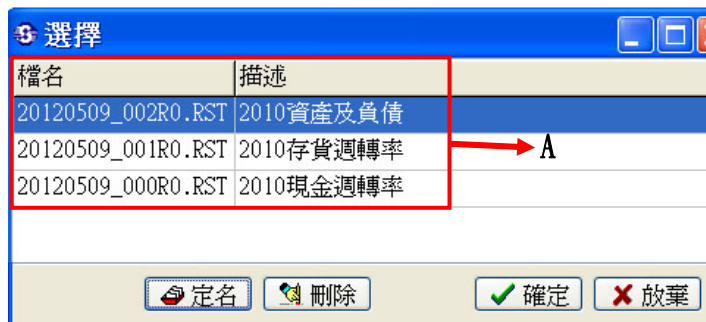 選擇
檔名 描述
20120509_002R0.RST 2010資產及負債
20120509_001R0.RST 2010存貨週轉率
A
20120509_000R0.RST 2010現金週轉率
定名 刪除 確定 放棄